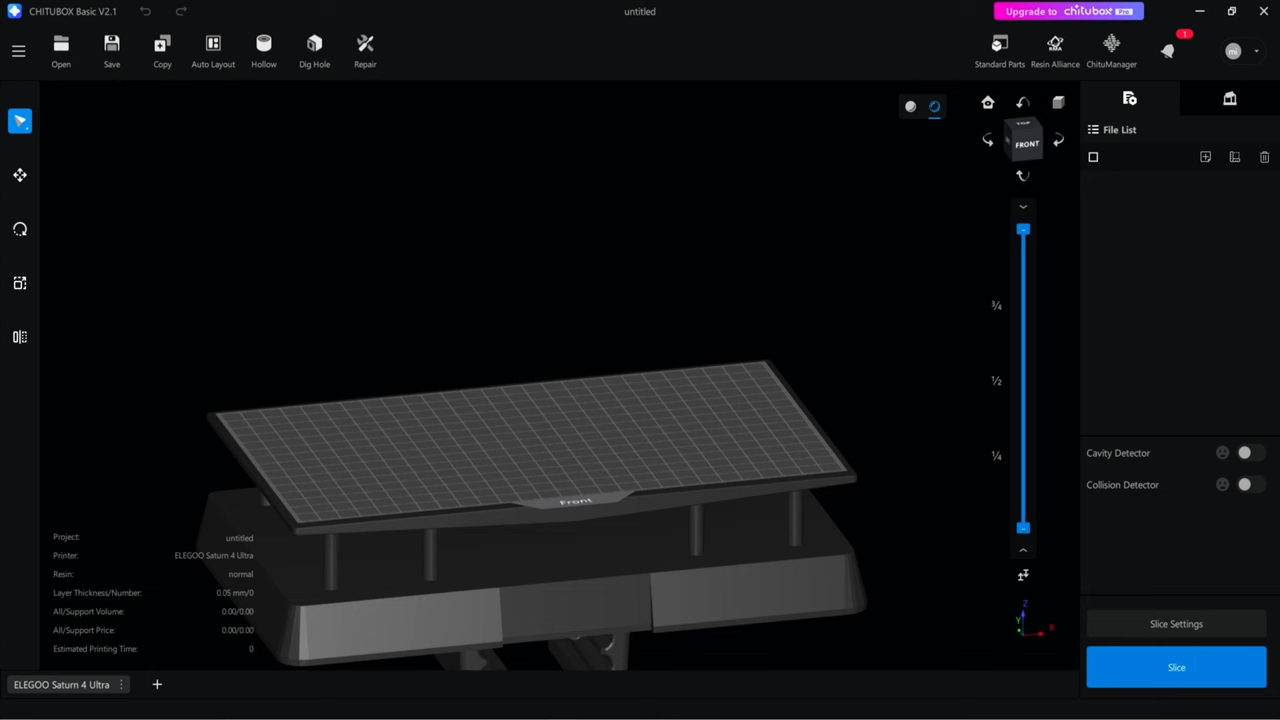 CHITUBOX Basic V2.1
untitled
Upgrade to chitubox Pro
Open
Save
Copy
Auto Layout
Hollow
Dig Hole
Repair
Standard Parts
Resin Alliance
RMA
ChituManager
1
mi
TOP
FRONT
File List
3/4
1/2
1/4
Cavity Detector
Collision Detector
Front
Project: untitled
Printer: ELEGOO Saturn 4 Ultra
Resin: normal
Layer Thickness/Number: 0.05 mm/0
All/Support Volume: 0.00/0.00
All/Support Price: 0.00/0.00
Estimated Printing Time: 0
Z
Y
X
Slice Settings
Slice
ELEGOO Saturn 4 Ultra